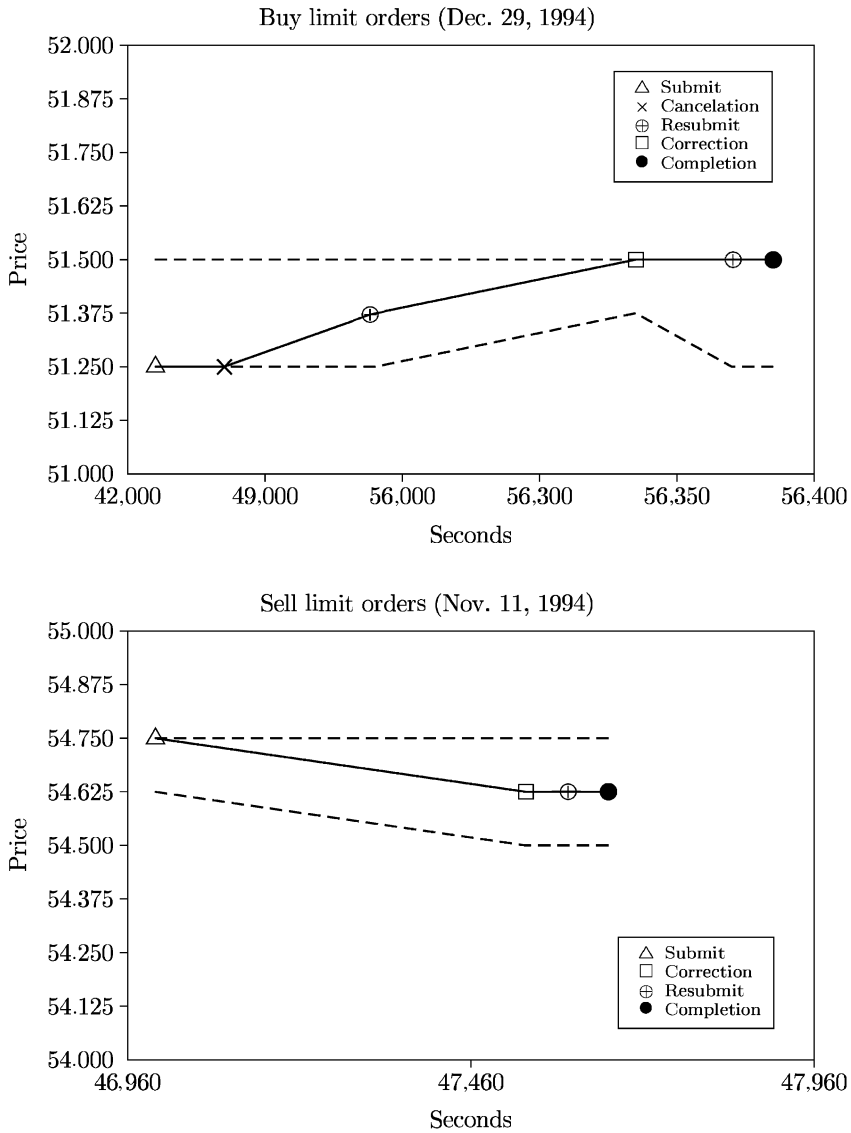 Buy limit orders (Dec. 29, 1994)
52.000
51.875
51.750
51.625
51.500
51.375
51.250
51.125
51.000
Price
Submit
Cancelation
Resubmit
Correction
Completion
42,000 49,000 56,000 56,300 56,350 56,400
Seconds
Sell limit orders (Nov. 11, 1994)
55.000
54.875
54.750
54.625
54.500
54.375
54.250
54.125
54.000
Price
Submit
Correction
Resubmit
Completion
46,960 47,460 47,960
Seconds